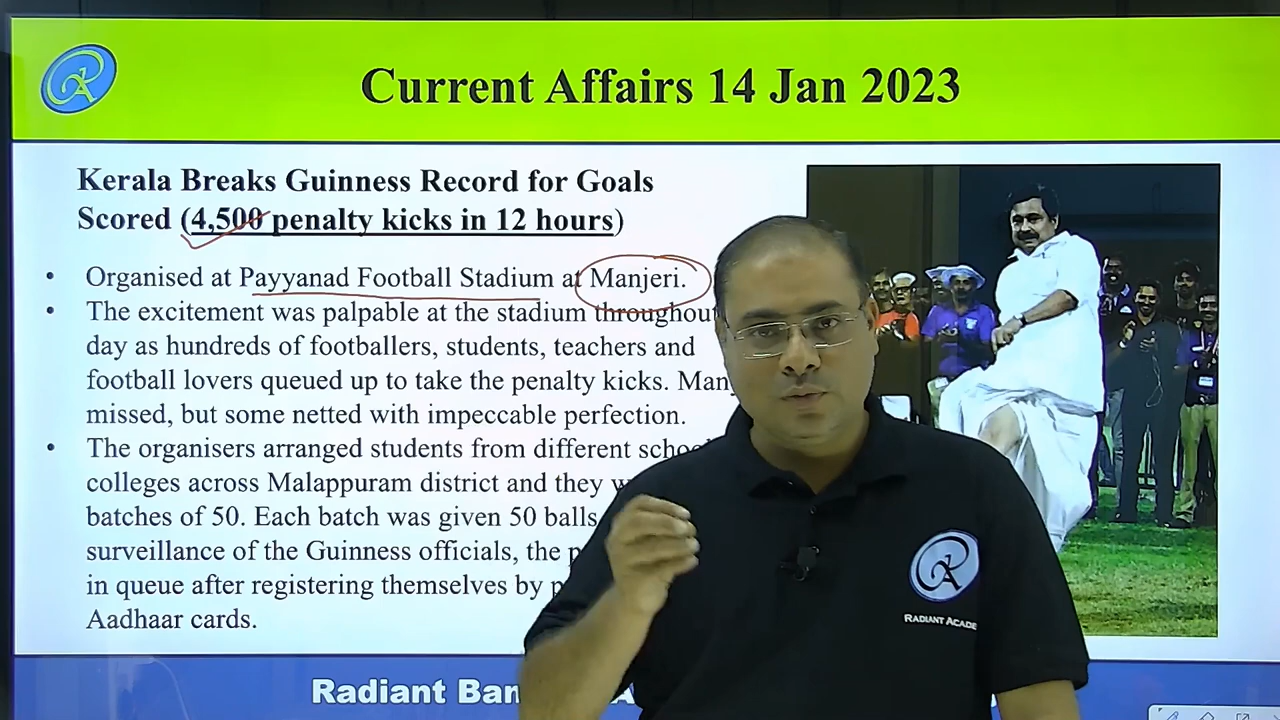 Current Affairs 14 Jan 2023
Kerala Breaks Guinness Record for Goals
Scored (4,500 penalty kicks in 12 hours)
• Organised at Payyanad Football Stadium at Manjeri.
• The excitement was palpable at the stadium throughout
day as hundreds of footballers, students, teachers and
football lovers queued up to take the penalty kicks.
missed, but some netted with impeccable perfection.
• The organisers arranged students from different
colleges across Malappuram district and they
batches of 50. Each batch was given 50 balls
surveillance of the Guinness officials, the
in queue after registering themselves by
Aadhaar cards.
Radiant
RADIANT